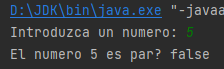 D:\JDK\bin\java.exe "-javaa
Introduzca un numero: 5
El numero 5 es par? false